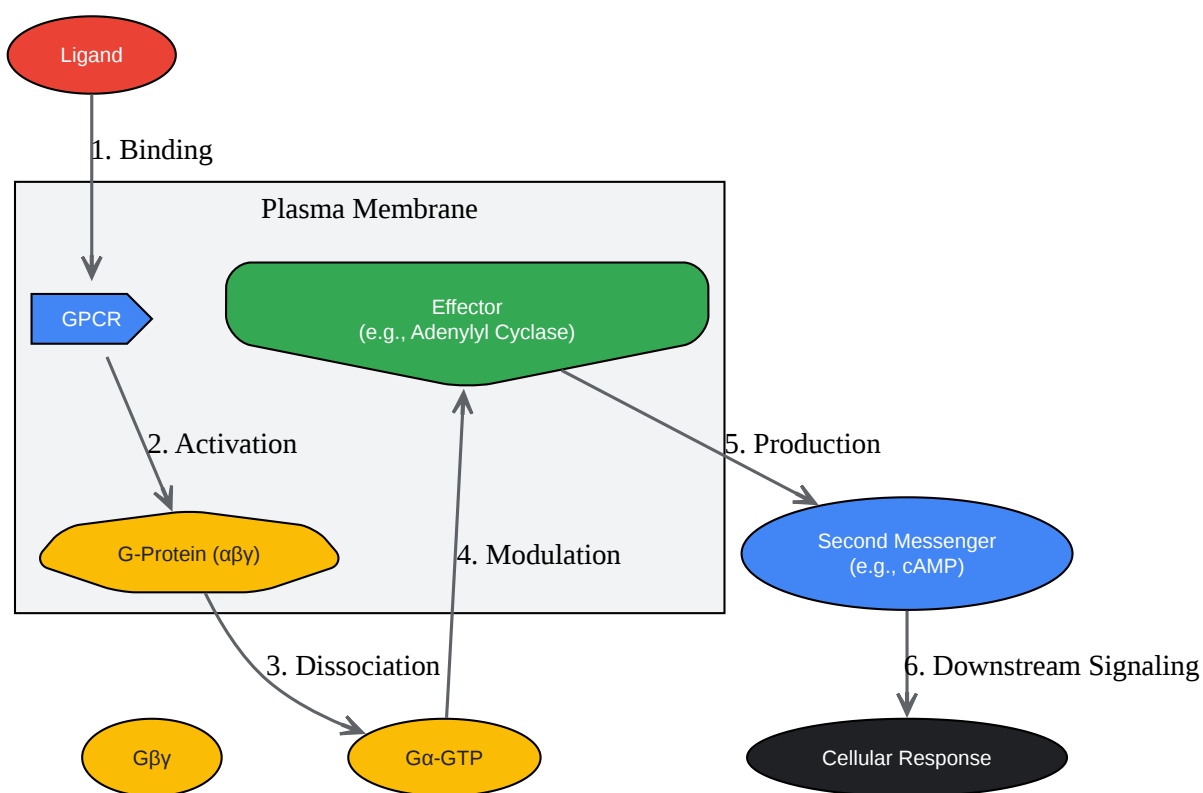 Ligand
1. Binding
Plasma Membrane
GPCR
Effector
(e.g., Adenylyl Cyclase)
2. Activation
5. Production
G-Protein (αβγ)
4. Modulation
Second Messenger
(e.g., cAMP)
3. Dissociation
6. Downstream Signaling
Gβγ
Gα-GTP
Cellular Response